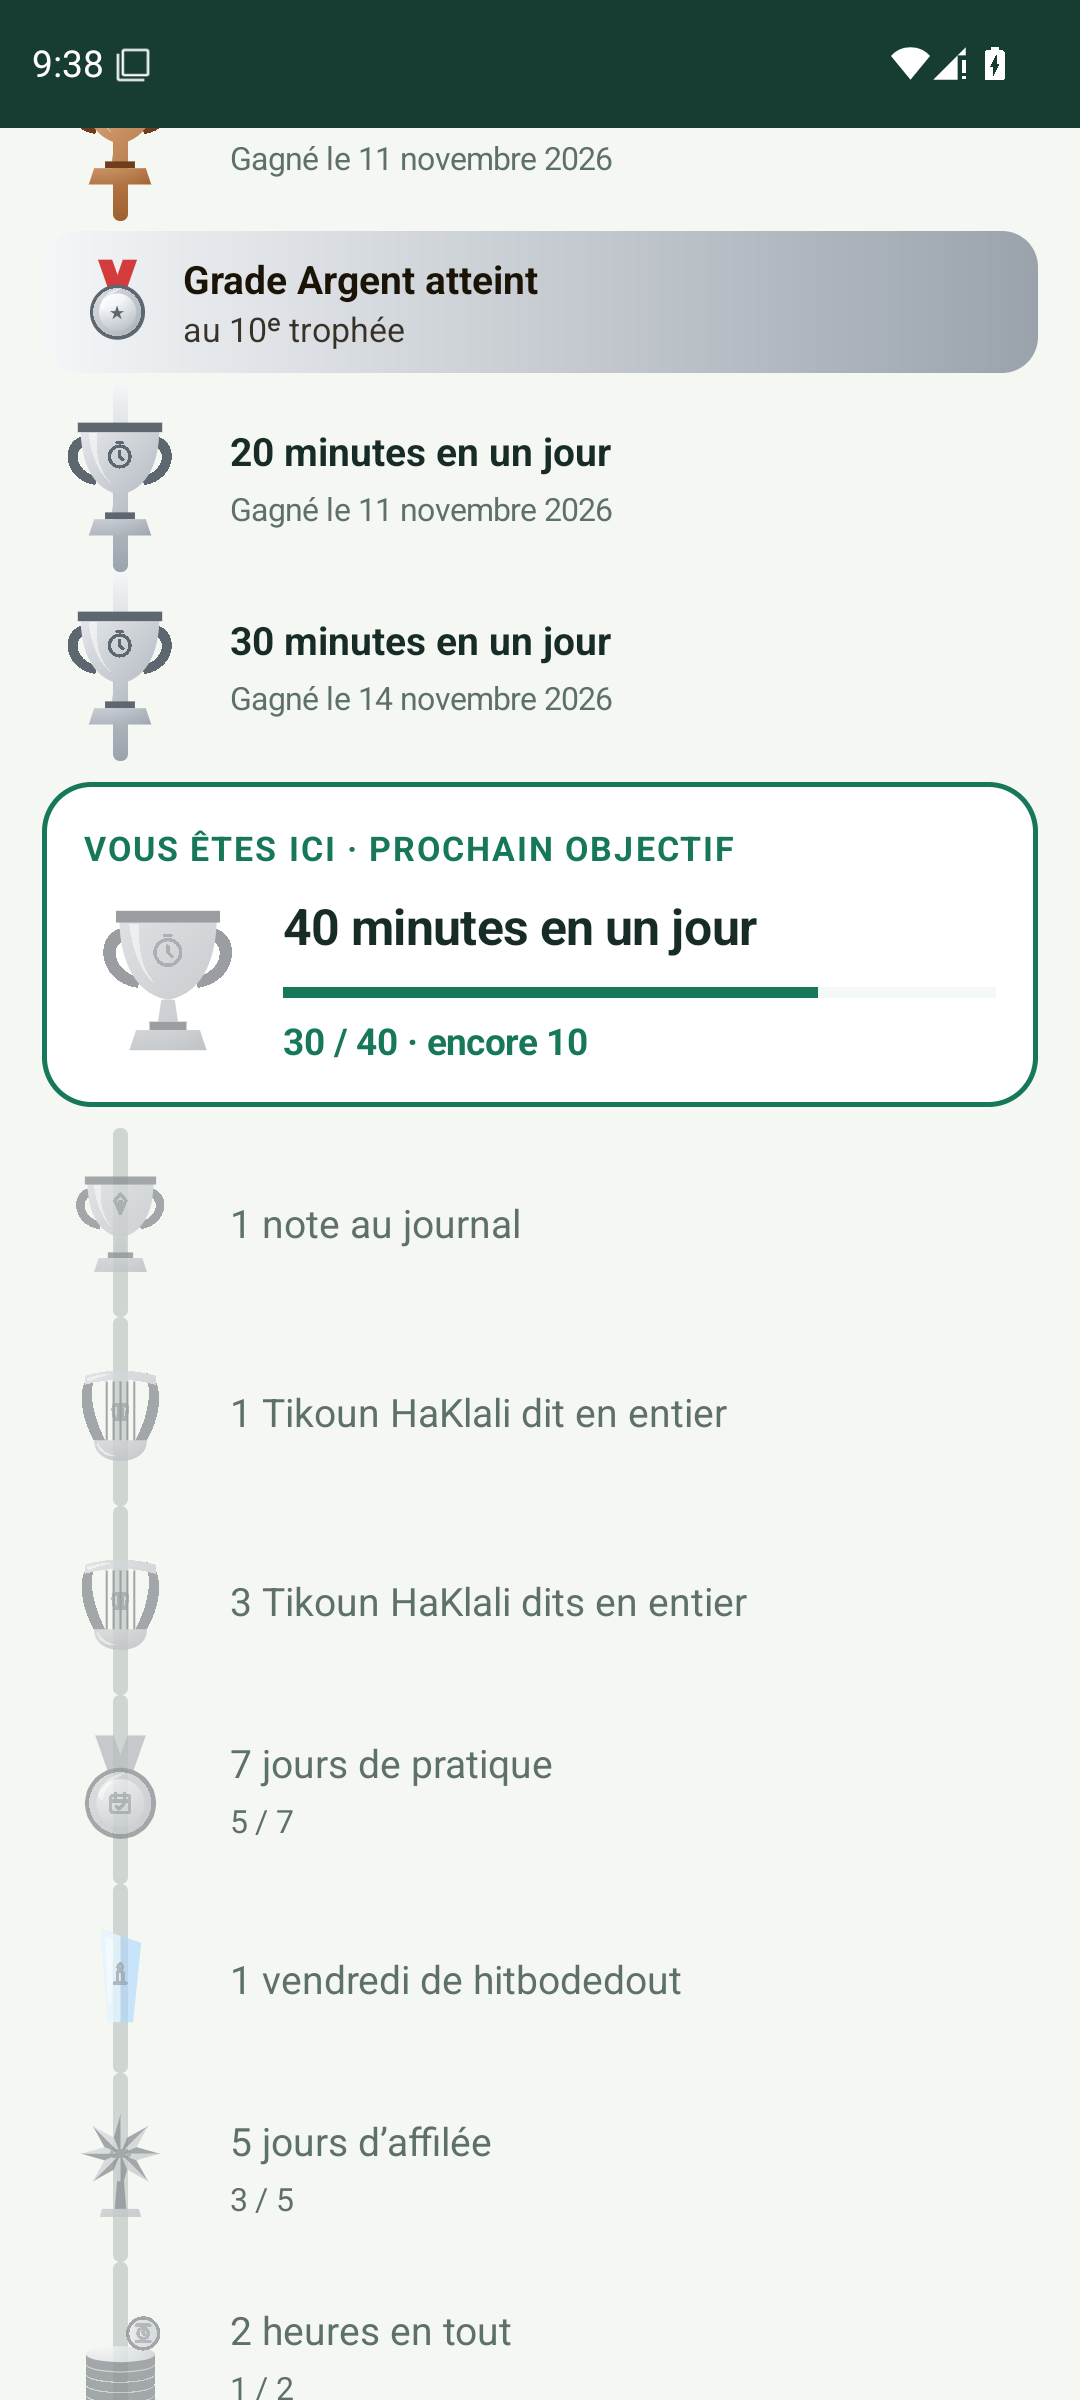 9:38
Gagné le 11 novembre 2026
Grade Argent atteint
au 10ᵉ trophée
20 minutes en un jour
Gagné le 11 novembre 2026
30 minutes en un jour
Gagné le 14 novembre 2026
VOUS ÊTES ICI · PROCHAIN OBJECTIF
40 minutes en un jour
30 / 40 · encore 10
1 note au journal
1 Tikoun HaKlali dit en entier
3 Tikoun HaKlali dits en entier
7 jours de pratique
5 / 7
1 vendredi de hitbodedout
5 jours d’affilée
3 / 5
2 heures en tout
1 / 2